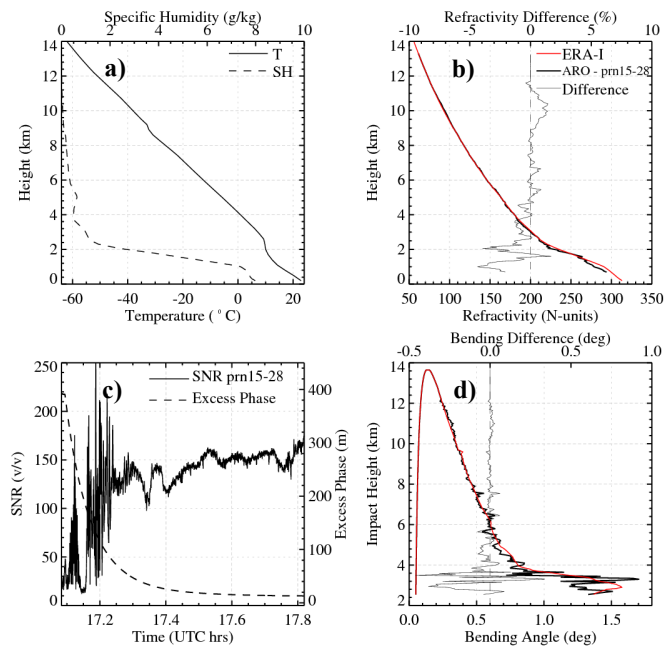 Specific Humidity (g/kg)
0 2 4 6 8 10
14
12
10
8
6
4
2
0
Height (km)
a)
T
SH
-60 -40 -20 0 20
Temperature ( °C)
Refractivity Difference (%)
-10 -5 0 5 10
14
12
10
8
6
4
2
0
Height (km)
b)
ERA-I
ARO - prn15-28
Difference
50 100 150 200 250 300 350
Refractivity (N-units)
250
200
150
100
50
0
SNR (v/v)
c)
SNR prn15-28
Excess Phase
400
300
200
100
0
Excess Phase (m)
17.2 17.4 17.6 17.8
Time (UTC hrs)
Bending Difference (deg)
-0.5 0.0 0.5 1.0
14
12
10
8
6
4
2
Impact Height (km)
d)
0.5 1.0 1.5
Bending Angle (deg)